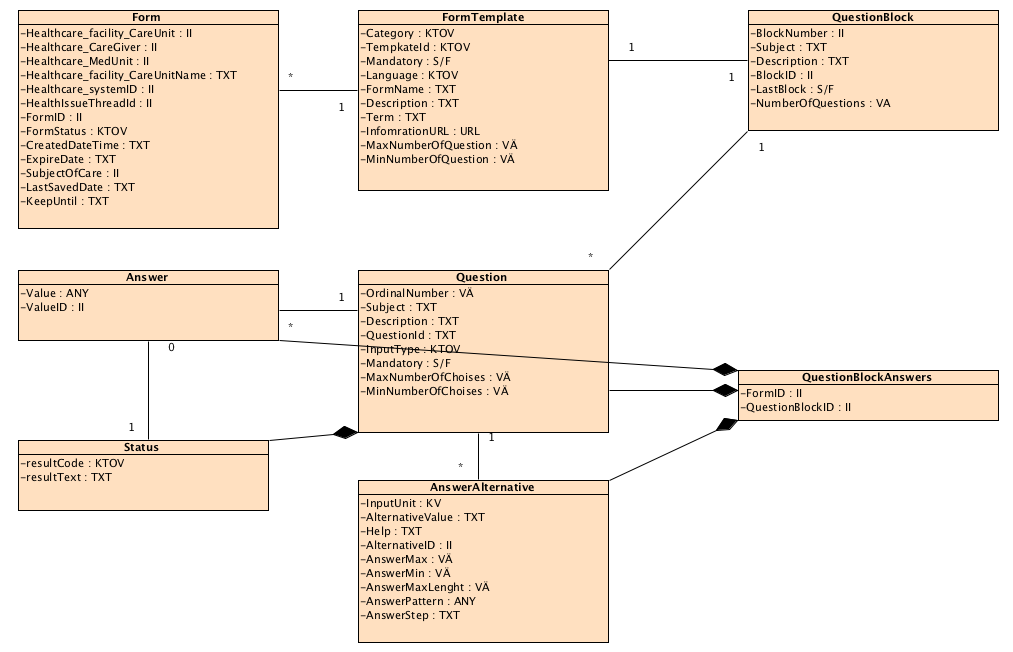 Form
-Healthcare_facility_CareUnit : II
-Healthcare_CareGiver : II
-Healthcare_MedUnit : II
-Healthcare_facility_CareUnitName : TXT
-Healthcare_systemID : II
-HealthIssueThreadId : II
-FormID : II
-FormStatus : KTOV
-CreatedDateTime : TXT
-ExpireDate : TXT
-SubjectOfCare : II
-LastSavedDate : TXT
-KeepUntil : TXT
*
1
FormTemplate
-Category : KTOV
-TempkateId : KTOV
-Mandatory : S/F
-Language : KTOV
-FormName : TXT
-Description : TXT
-Term : TXT
-InfomrationURL : URL
-MaxNumberOfQuestion : VÄ
-MinNumberOfQuestion : VÄ
1
1
QuestionBlock
-BlockNumber : II
-Subject : TXT
-Description : TXT
-BlockID : II
-LastBlock : S/F
-NumberOfQuestions : VA
1
*
Answer
-Value : ANY
-ValueID : II
1
*
0
1
Question
-OrdinalNumber : VÄ
-Subject : TXT
-Description : TXT
-QuestionId : TXT
-InputType : KTOV
-Mandatory : S/F
-MaxNumberOfChoises : VÄ
-MinNumberOfChoises : VÄ
QuestionBlockAnswers
-FormID : II
-QuestionBlockID : II
Status
-resultCode : KTOV
-resultText : TXT
1
*
AnswerAlternative
-InputUnit : KV
-AlternativeValue : TXT
-Help : TXT
-AlternativeID : II
-AnswerMax : VÄ
-AnswerMin : VÄ
-AnswerMaxLenght : VÄ
-AnswerPattern : ANY
-AnswerStep : TXT